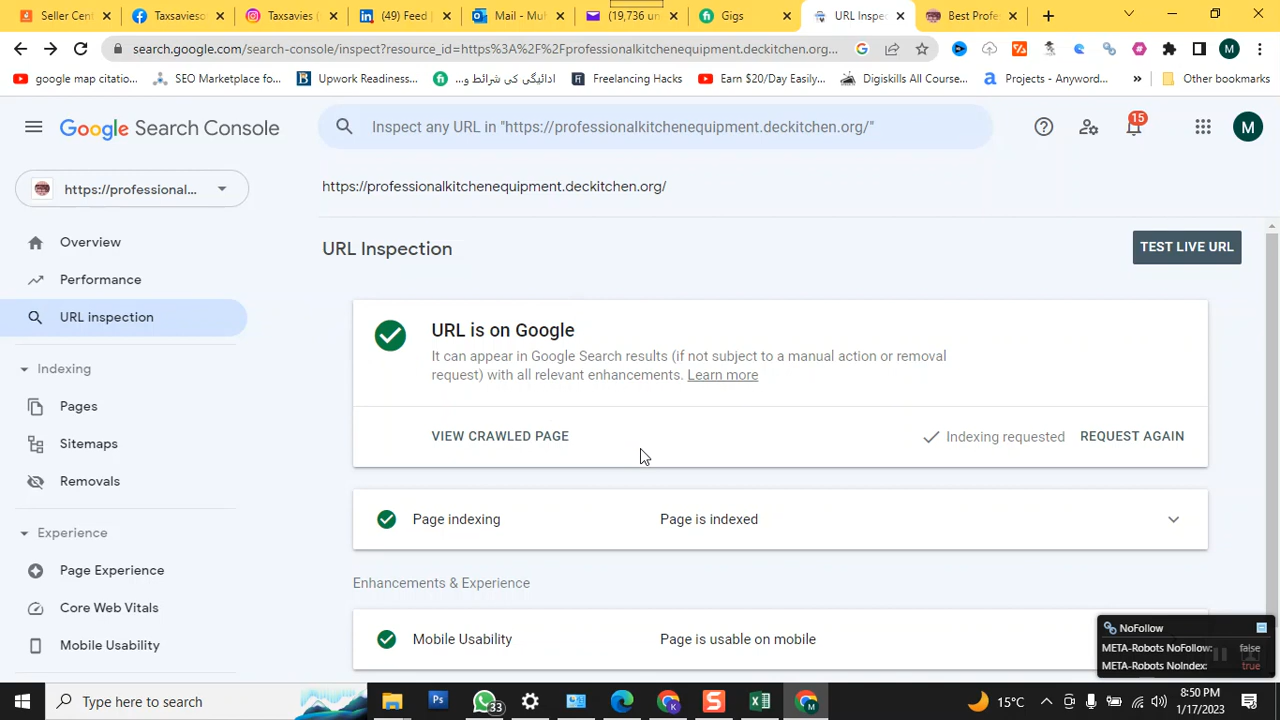 Seller Cent
Taxsavieso
Taxsavies (
(49) Feed |
Mail - Muh
(19,736 un
Gigs
URL Inspec
Best Profe
search.google.com/search-console/inspect?resource_id=https%3A%2F%2Fprofessionalkitchenequipment.deckitchen.org...
google map citatio...
SEO Marketplace fo...
Upwork Readiness...
ادائیگی کی شرائط و...
Freelancing Hacks
Earn $20/Day Easily...
Digiskills All Course...
Projects - Anyword...
»
Other bookmarks
Google Search Console
Inspect any URL in "https://professionalkitchenequipment.deckitchen.org/"
15
M
https://professional...
https://professionalkitchenequipment.deckitchen.org/
Overview
Performance
URL inspection
Indexing
Pages
Sitemaps
Removals
Experience
Page Experience
Core Web Vitals
Mobile Usability
URL Inspection
TEST LIVE URL
URL is on Google
It can appear in Google Search results (if not subject to a manual action or removal
request) with all relevant enhancements. Learn more
VIEW CRAWLED PAGE
Indexing requested
REQUEST AGAIN
Page indexing
Page is indexed
Enhancements & Experience
Mobile Usability
Page is usable on mobile
NoFollow
META-Robots NoFollow: false
META-Robots NoIndex: true
Type here to search
33
15°C
8:50 PM
1/17/2023